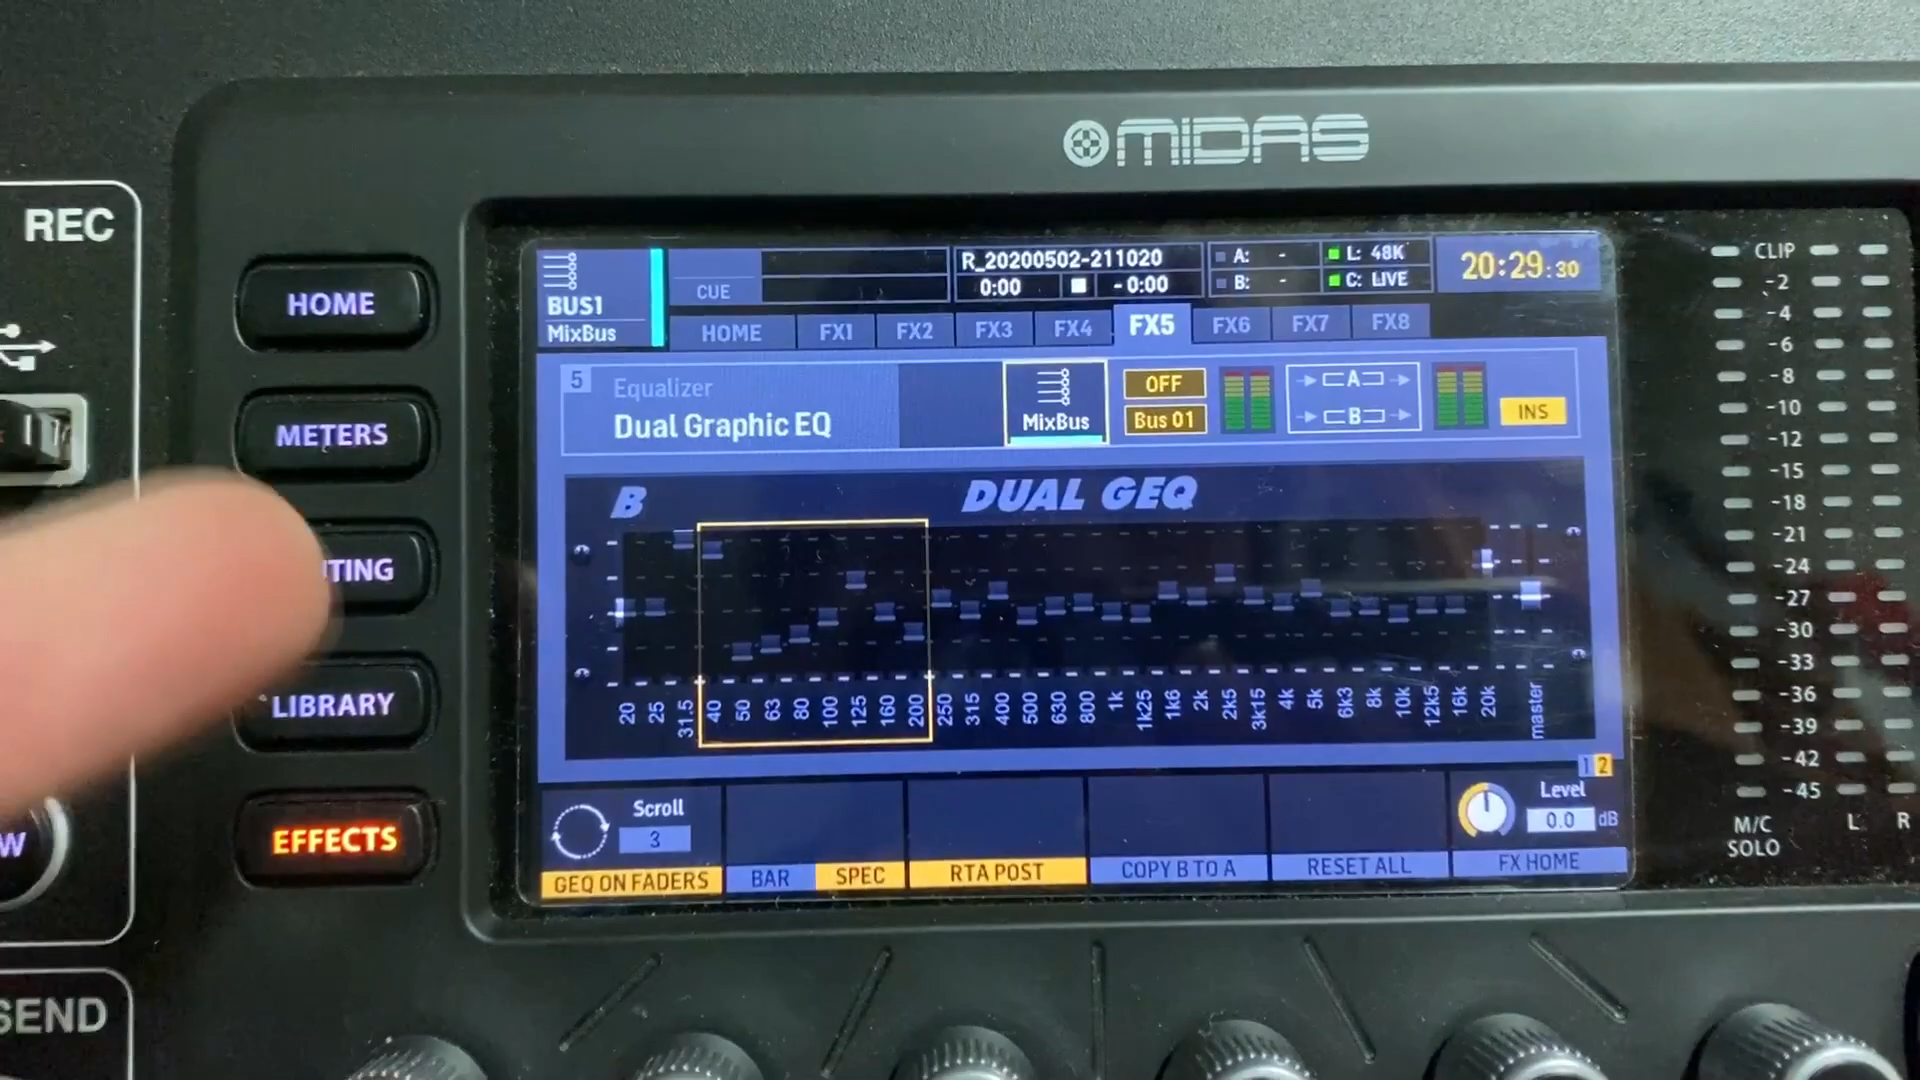 MIDAS
REC
HOME
METERS
TING
LIBRARY
EFFECTS
W
SEND
BUS1
MixBus
CUE
R_20200502-211020
0:00 -0:00
A: -
B: -
L: 48K
C: LIVE
20:29:30
HOME FX1 FX2 FX3 FX4 FX5 FX6 FX7 FX8
5 Equalizer
Dual Graphic EQ
MixBus
OFF
Bus 01
A
B
INS
B DUAL GEQ
20 25 31.5 40 50 63 80 100 125 160 200 250 315 400 500 630 800 1k 1k25 1k6 2k 2k5 3k15 4k 5k 6k3 8k 10k 12k5 16k 20k master
1 2
Scroll
3
Level
0.0 dB
GEQ ON FADERS BAR SPEC RTA POST COPY B TO A RESET ALL FX HOME
CLIP
-2
-4
-6
-8
-10
-12
-15
-18
-21
-24
-27
-30
-33
-36
-39
-42
-45
M/C
SOLO
L R